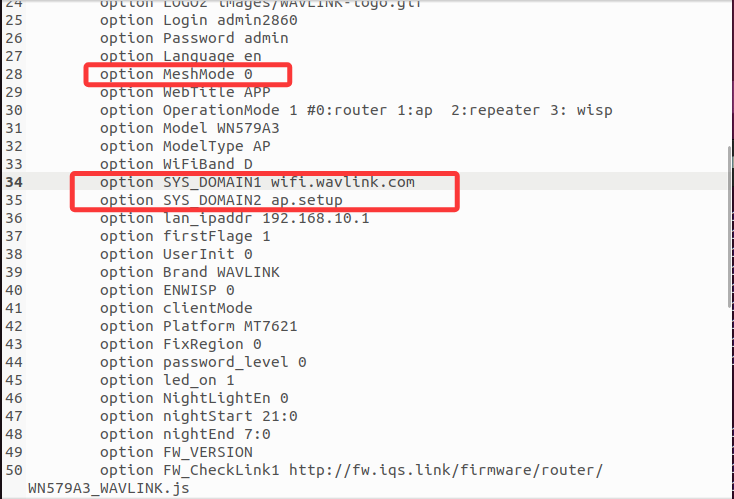 24 option LOGO2 images/WAVLINK-logo.gif
25 option Login admin2860
26 option Password admin
27 option Language en
28 option MeshMode 0
29 option WebTitle APP
30 option OperationMode 1 #0:router 1:ap  2:repeater 3: wisp
31 option Model WN579A3
32 option ModelType AP
33 option WiFiBand D
34 option SYS_DOMAIN1 wifi.wavlink.com
35 option SYS_DOMAIN2 ap.setup
36 option lan_ipaddr 192.168.10.1
37 option firstFlage 1
38 option UserInit 0
39 option Brand WAVLINK
40 option ENWISP 0
41 option clientMode
42 option Platform MT7621
43 option FixRegion 0
44 option password_level 0
45 option led_on 1
46 option NightLightEn 0
47 option nightStart 21:0
48 option nightEnd 7:0
49 option FW_VERSION
50 option FW_CheckLink1 http://fw.iqs.link/firmware/router/
WN579A3_WAVLINK.js